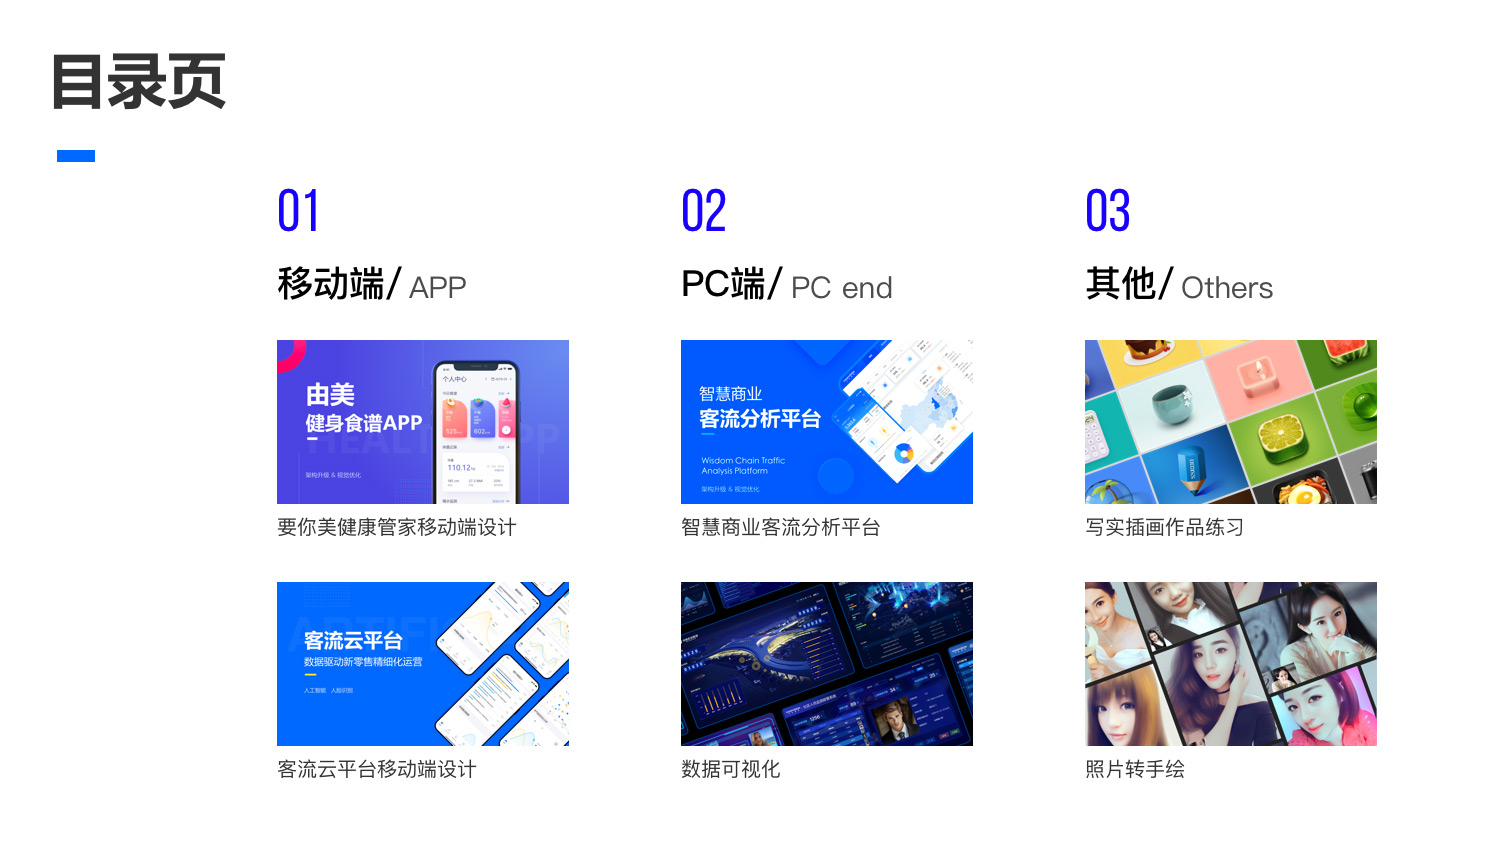 目录页
01
移动端/ APP
由美
健身食谱APP
架构升级 & 视觉优化
个人中心
110.12
要你美健康管家移动端设计
客流云平台
数据驱动新零售精细化运营
人工智能 人脸识别
客流云平台移动端设计
02
PC端/ PC end
智慧商业
客流分析平台
Wisdom Chain Traffic
Analysis Platform
架构升级 & 视觉优化
智慧商业客流分析平台
数据可视化
03
其他/ Others
写实插画作品练习
照片转手绘